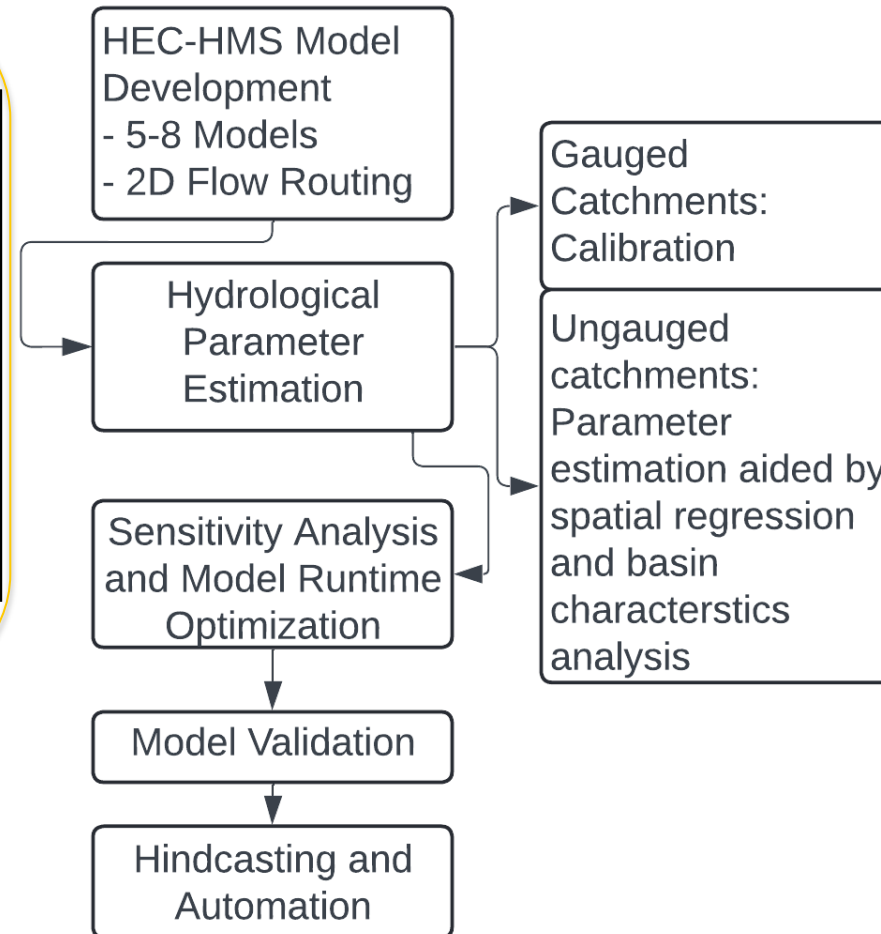 HEC-HMS Model
Development
- 5-8 Models
- 2D Flow Routing
Hydrological
Parameter
Estimation
Gauged
Catchments:
Calibration
Ungauged
catchments:
Parameter
estimation aided by
spatial regression
and basin
characterstics
analysis
Sensitivity Analysis
and Model Runtime
Optimization
Model Validation
Hindcasting and
Automation